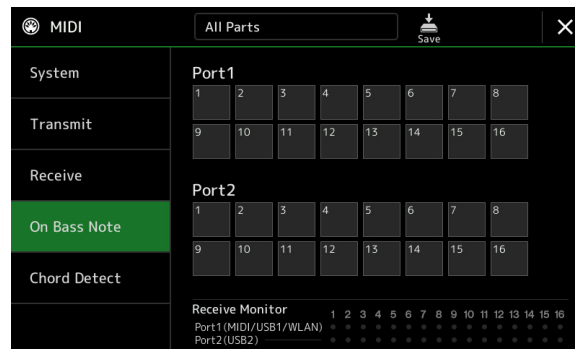 MIDI
All Parts
Save
System
Transmit
Receive
On Bass Note
Chord Detect
Port1
1 2 3 4 5 6 7 8
9 10 11 12 13 14 15 16
Port2
1 2 3 4 5 6 7 8
9 10 11 12 13 14 15 16
Receive Monitor 1 2 3 4 5 6 7 8 9 10 11 12 13 14 15 16
Port1(MIDI/USB1/WLAN)
Port2(USB2)